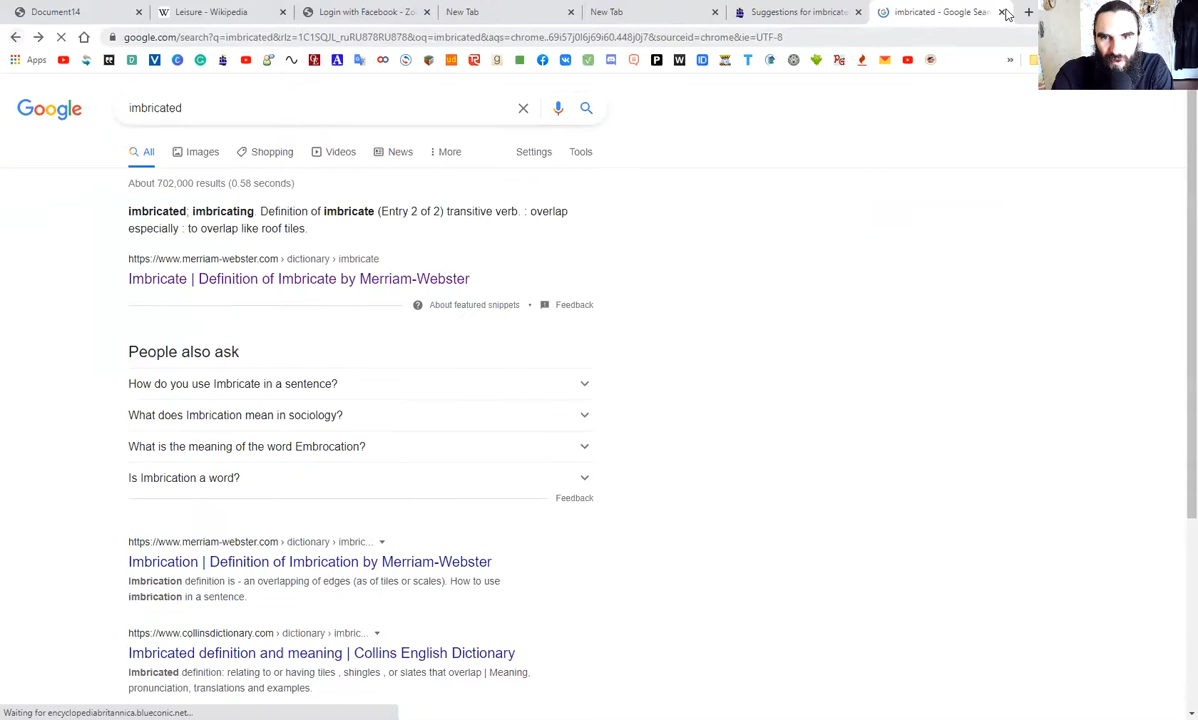 Document14
Leisure - Wikipedia
Login with Facebook - Zo
New Tab
New Tab
Suggestions for imbricate
imbricated - Google Sear
google.com/search?q=imbricated&rlz=1C1SQJL_ruRU878RU878&oq=imbricated&aqs=chrome..69i57j0l6j69i60.448j0j7&sourceid=chrome&ie=UTF-8
Apps
Google
imbricated
All
Images
Shopping
Videos
News
More
Settings
Tools
About 702,000 results (0.58 seconds)
imbricated; imbricating. Definition of imbricate (Entry 2 of 2) transitive verb. : overlap
especially : to overlap like roof tiles.
https://www.merriam-webster.com › dictionary › imbricate
Imbricate | Definition of Imbricate by Merriam-Webster
About featured snippets • Feedback
People also ask
How do you use Imbricate in a sentence?
What does Imbrication mean in sociology?
What is the meaning of the word Embrocation?
Is Imbrication a word?
Feedback
https://www.merriam-webster.com › dictionary › imbric...
Imbrication | Definition of Imbrication by Merriam-Webster
Imbrication definition is - an overlapping of edges (as of tiles or scales). How to use
imbrication in a sentence.
https://www.collinsdictionary.com › dictionary › imbric...
Imbricated definition and meaning | Collins English Dictionary
Imbricated definition: relating to or having tiles , shingles , or slates that overlap | Meaning,
pronunciation, translations and examples.
Waiting for encyclopediabritannica.blueconic.net...